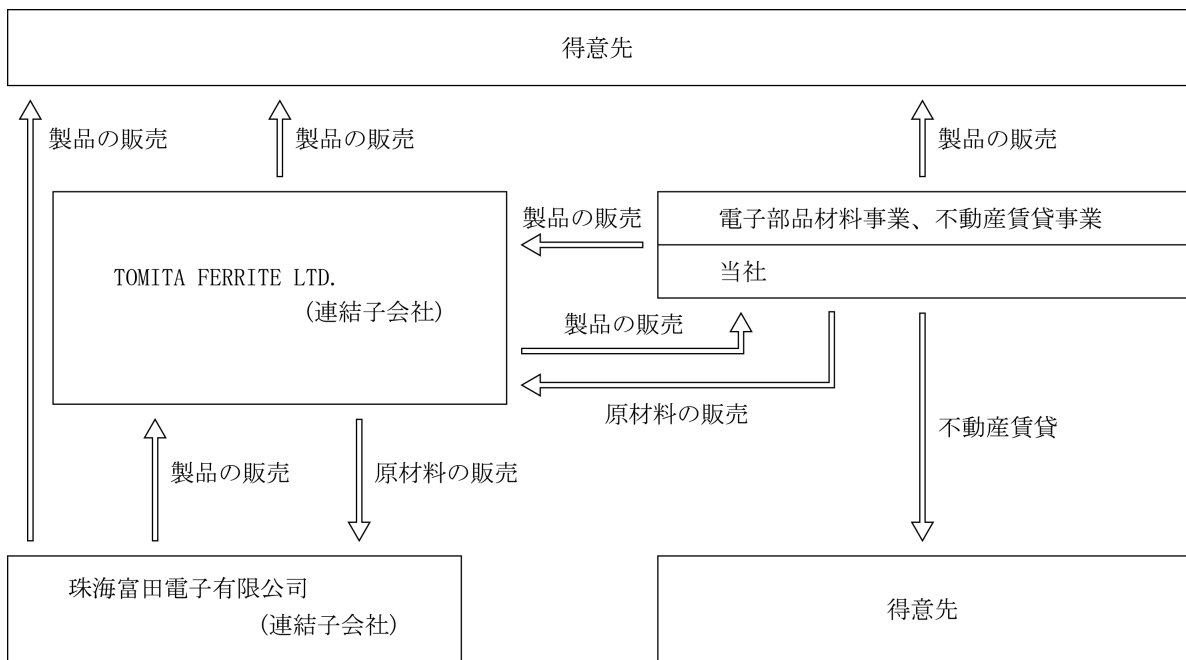 得意先
製品の販売
製品の販売
製品の販売
製品の販売
電子部品材料事業、不動産賃貸事業
当社
TOMITA FERRITE LTD.
(連結子会社)
製品の販売
原材料の販売
不動産賃貸
製品の販売
原材料の販売
珠海富田電子有限公司
(連結子会社)
得意先